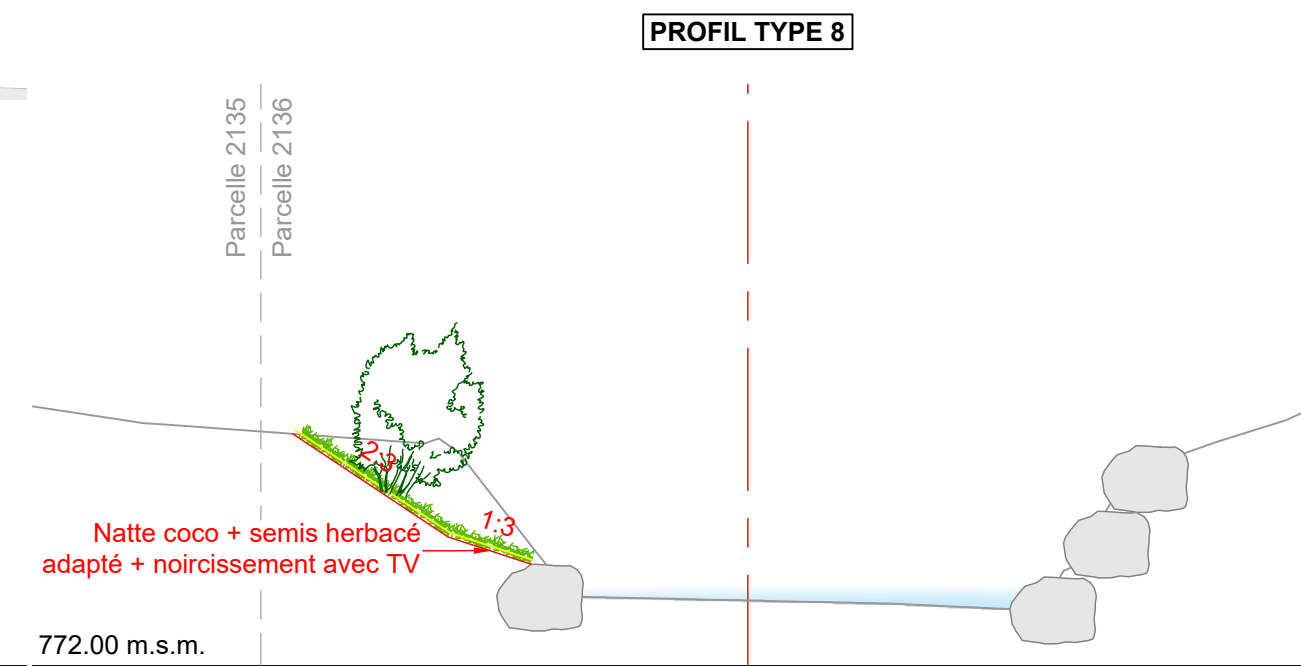 PROFIL TYPE 8
Parcelle 2135
Parcelle 2136
2:3
1:3
Natte coco + semis herbacé
adapté + noircissement avec TV
772.00 m.s.m.